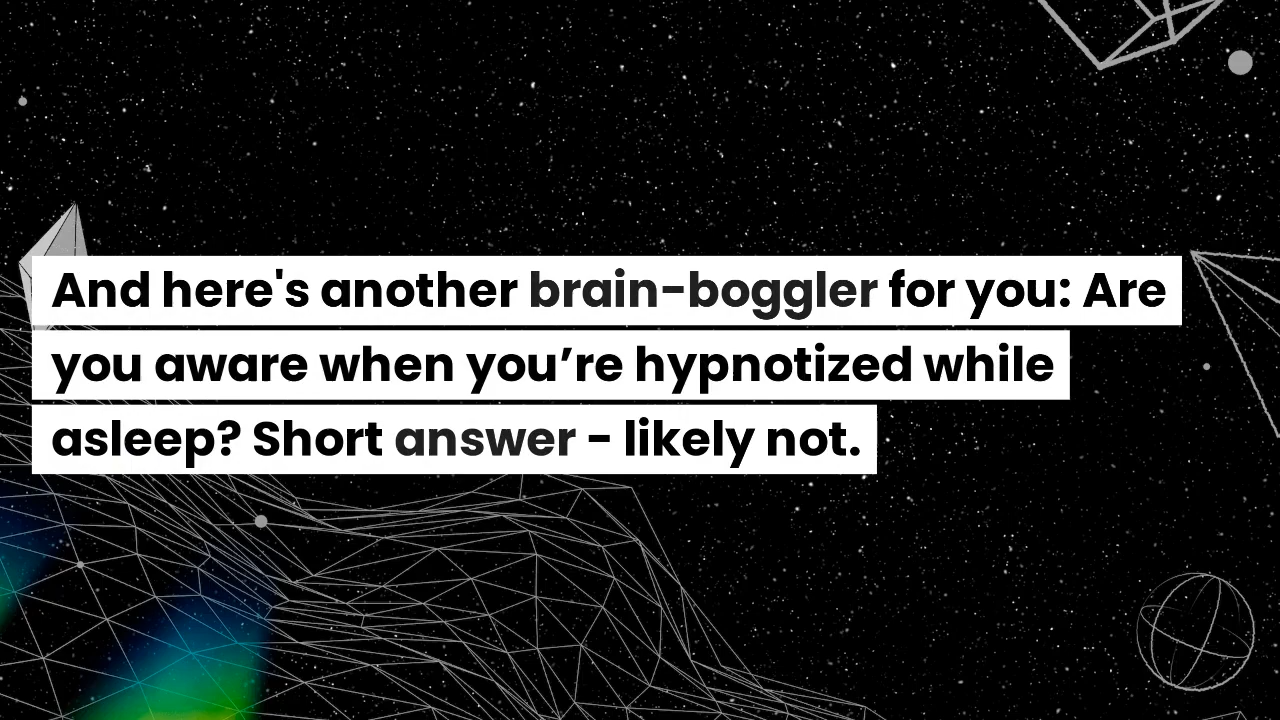 And here's another brain-boggler for you: Are
you aware when you’re hypnotized while
asleep? Short answer - likely not.